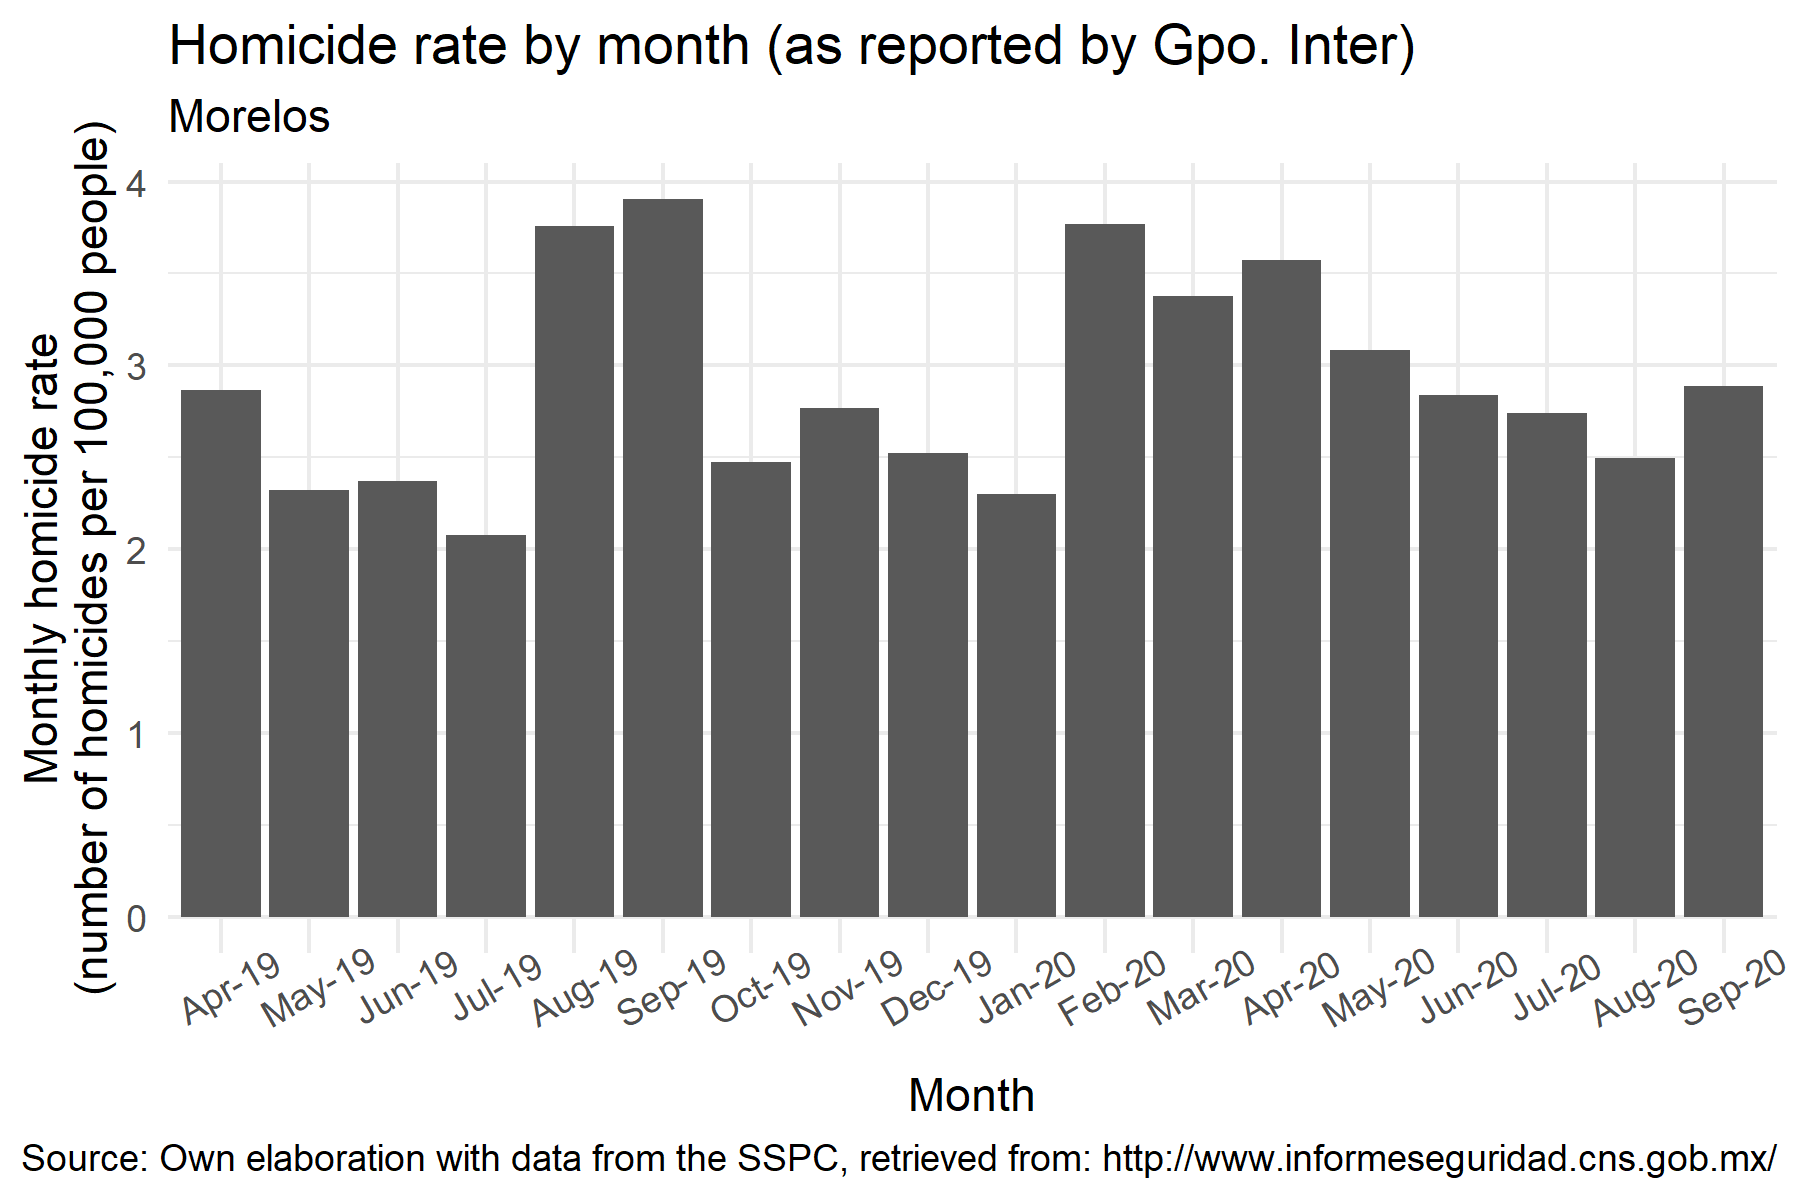 Homicide rate by month (as reported by Gpo. Inter)
Morelos
Monthly homicide rate
(number of homicides per 100,000 people)
4
3
2
1
0
Apr-19
May-19
Jun-19
Jul-19
Aug-19
Sep-19
Oct-19
Nov-19
Dec-19
Jan-20
Feb-20
Mar-20
Apr-20
May-20
Jun-20
Jul-20
Aug-20
Sep-20
Month
Source: Own elaboration with data from the SSPC, retrieved from: http://www.informeseguridad.cns.gob.mx/